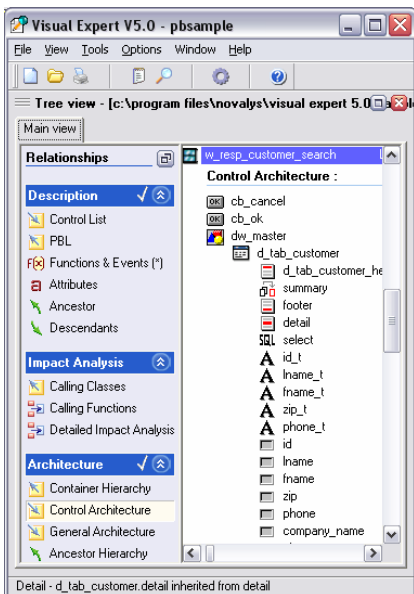 Visual Expert V5.0 - pbsample
File View Tools Options Window Help
Tree view - [c:\program files\novalys\visual expert 5.0
Main view
Relationships
Description
Control List
PBL
F(x) Functions & Events (*)
a Attributes
Ancestor
Descendants
Impact Analysis
Calling Classes
Calling Functions
Detailed Impact Analysis
Architecture
Container Hierarchy
Control Architecture
General Architecture
Ancestor Hierarchy
w_resp_customer_search
Control Architecture :
OK cb_cancel
OK cb_ok
dw_master
d_tab_customer
d_tab_customer_he
summary
footer
detail
SQL select
A id_t
A lname_t
A fname_t
A zip_t
A phone_t
id
lname
fname
zip
phone
company_name
Detail - d_tab_customer.detail inherited from detail